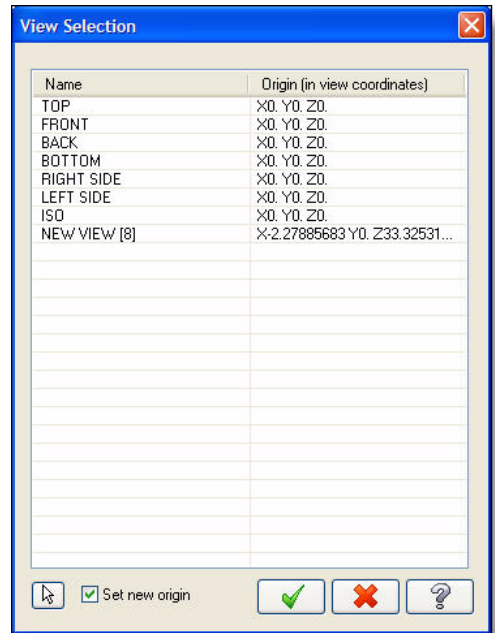 View Selection
Name Origin (in view coordinates)
TOP X0. Y0. Z0.
FRONT X0. Y0. Z0.
BACK X0. Y0. Z0.
BOTTOM X0. Y0. Z0.
RIGHT SIDE X0. Y0. Z0.
LEFT SIDE X0. Y0. Z0.
ISO X0. Y0. Z0.
NEW VIEW [8] X-2.27885683 Y0. Z33.32531...
Set new origin